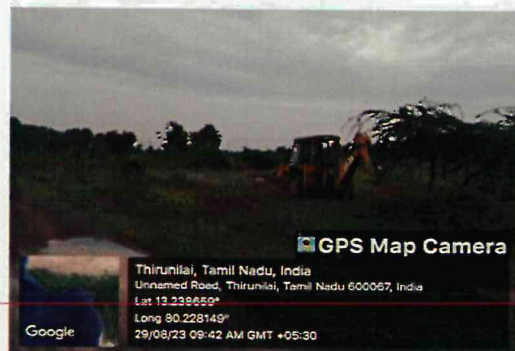 GPS Map Camera
Thirunilai, Tamil Nadu, India
Unnamed Road, Thirunilai, Tamil Nadu 600067, India
Lat 13.238659°
Long 80.228149°
29/08/23 09:42 AM GMT +05:30
Google